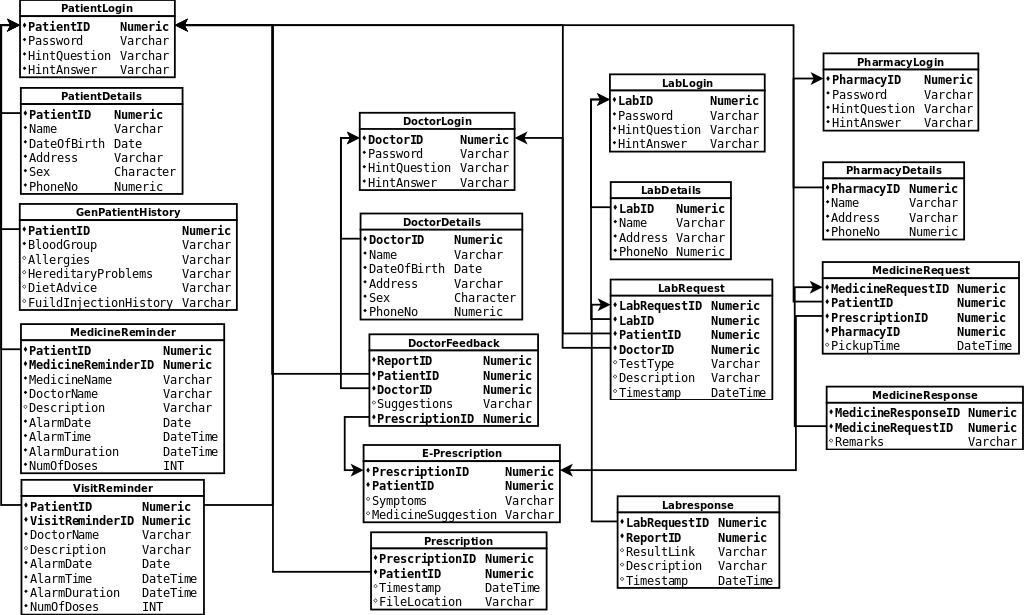 PatientLogin
PatientID Numeric
Password Varchar
HintQuestion Varchar
HintAnswer Varchar
PatientDetails
PatientID Numeric
Name Varchar
DateOfBirth Date
Address Varchar
Sex Character
PhoneNo Numeric
GenPatientHistory
PatientID Numeric
BloodGroup Varchar
Allergies Varchar
HereditaryProblems Varchar
DietAdvice Varchar
FuildInjectionHistory Varchar
MedicineReminder
PatientID Numeric
MedicineReminderID Numeric
MedicineName Varchar
DoctorName Varchar
Description Varchar
AlarmDate Date
AlarmTime DateTime
AlarmDuration DateTime
NumOfDoses INT
VisitReminder
PatientID Numeric
VisitReminderID Numeric
DoctorName Varchar
Description Varchar
AlarmDate Date
AlarmTime DateTime
AlarmDuration DateTime
NumOfDoses INT
DoctorLogin
DoctorID Numeric
Password Varchar
HintQuestion Varchar
HintAnswer Varchar
DoctorDetails
DoctorID Numeric
Name Varchar
DateOfBirth Date
Address Varchar
Sex Character
PhoneNo Numeric
DoctorFeedback
ReportID Numeric
PatientID Numeric
DoctorID Numeric
Suggestions Varchar
PrescriptionID Numeric
E-Prescription
PrescriptionID Numeric
PatientID Numeric
Symptoms Varchar
MedicineSuggestion Varchar
Prescription
PrescriptionID Numeric
PatientID Numeric
Timestamp DateTime
FileLocation Varchar
LabLogin
LabID Numeric
Password Varchar
HintQuestion Varchar
HintAnswer Varchar
LabDetails
LabID Numeric
Name Varchar
Address Varchar
PhoneNo Numeric
LabRequest
LabRequestID Numeric
LabID Numeric
PatientID Numeric
DoctorID Numeric
TestType Varchar
Description Varchar
Timestamp DateTime
Labresponse
LabRequestID Numeric
ReportID Numeric
ResultLink Varchar
Description Varchar
Timestamp DateTime
PharmacyLogin
PharmacyID Numeric
Password Varchar
HintQuestion Varchar
HintAnswer Varchar
PharmacyDetails
PharmacyID Numeric
Name Varchar
Address Varchar
PhoneNo Numeric
MedicineRequest
MedicineRequestID Numeric
PatientID Numeric
PrescriptionID Numeric
PharmacyID Numeric
PickupTime DateTime
MedicineResponse
MedicineResponseID Numeric
MedicineRequestID Numeric
Remarks Varchar